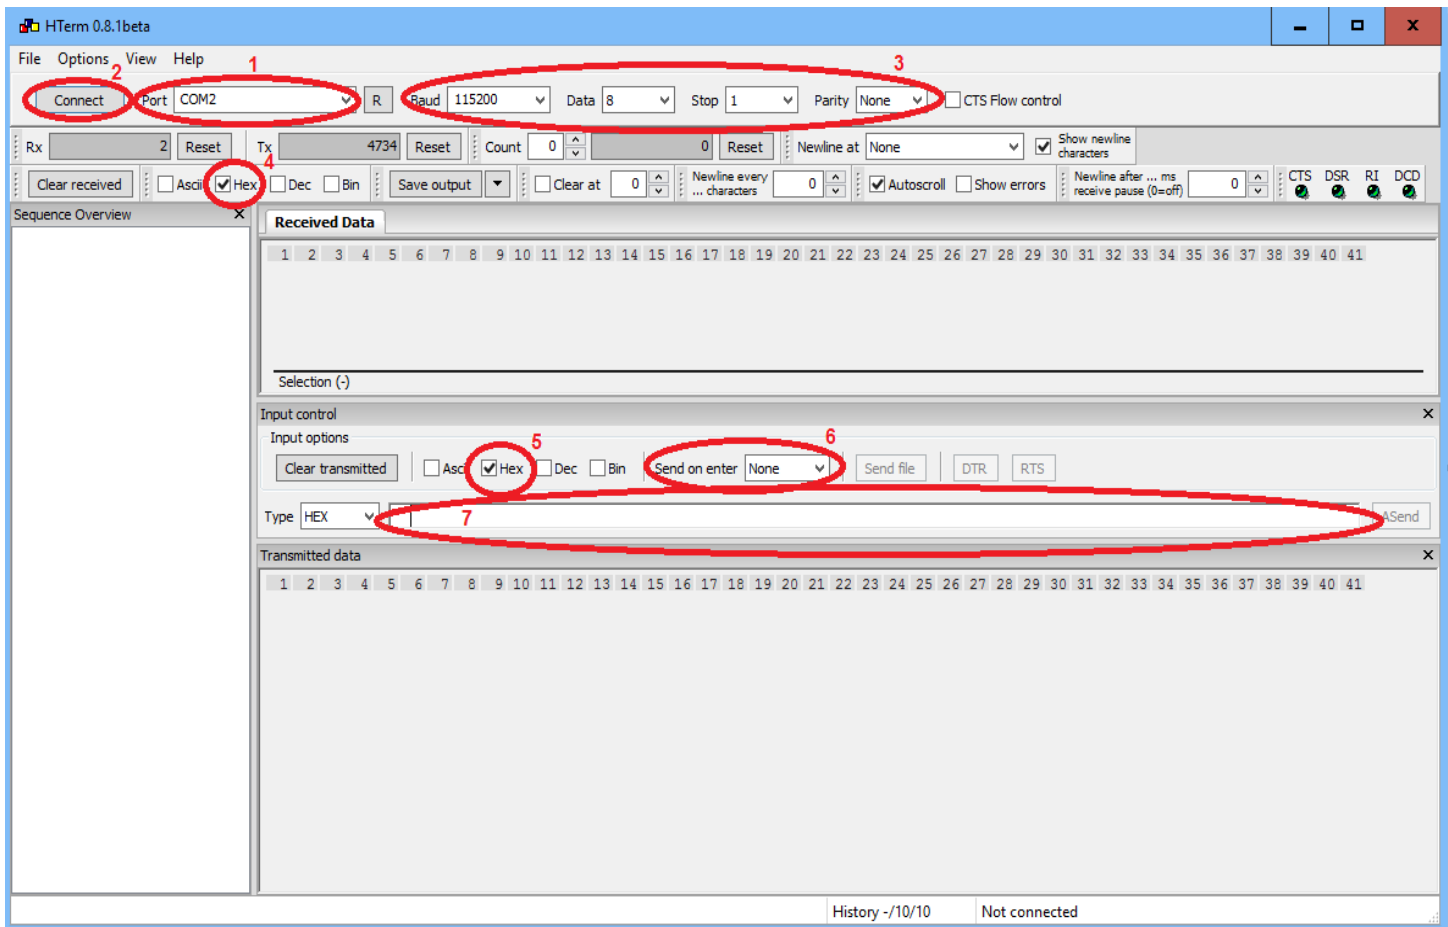 HTerm 0.8.1beta
File Options View Help
2 1 3
Connect Port COM2 R Baud 115200 Data 8 Stop 1 Parity None CTS Flow control
Rx 2 Reset Tx 4734 Reset Count 0 0 Reset Newline at None Show newline characters
4
Clear received Ascii Hex Dec Bin Save output Clear at 0 Newline every ... characters 0 Autoscroll Show errors Newline after ... ms receive pause (0=off) 0 CTS DSR RI DCD
Sequence Overview X
Received Data
1 2 3 4 5 6 7 8 9 10 11 12 13 14 15 16 17 18 19 20 21 22 23 24 25 26 27 28 29 30 31 32 33 34 35 36 37 38 39 40 41
Selection (-)
Input control
Input options
5 6
Clear transmitted Ascii Hex Dec Bin Send on enter None Send file DTR RTS
Type HEX 7 ASend
Transmitted data
1 2 3 4 5 6 7 8 9 10 11 12 13 14 15 16 17 18 19 20 21 22 23 24 25 26 27 28 29 30 31 32 33 34 35 36 37 38 39 40 41
History -/10/10 Not connected